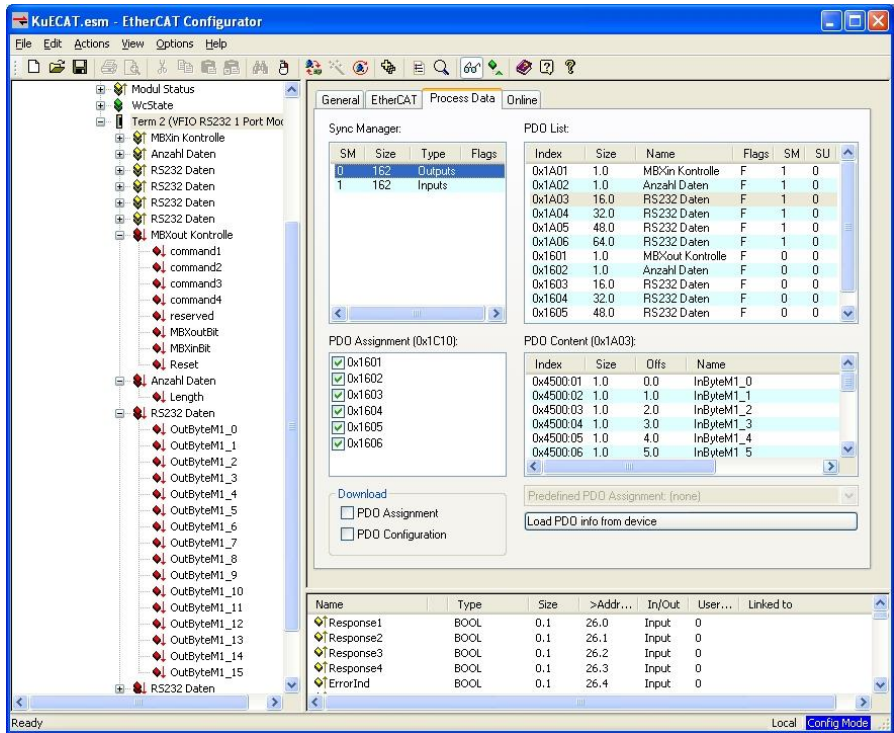 KuECAT.esm - EtherCAT Configurator
File Edit Actions View Options Help
Modul Status
WcState
Term 2 (VFIO RS232 1 Port Mod
MBXin Kontrolle
Anzahl Daten
RS232 Daten
RS232 Daten
RS232 Daten
RS232 Daten
MBXout Kontrolle
command1
command2
command3
command4
reserved
MBXoutBit
MBXinBit
Reset
Anzahl Daten
Length
RS232 Daten
OutByteM1_0
OutByteM1_1
OutByteM1_2
OutByteM1_3
OutByteM1_4
OutByteM1_5
OutByteM1_6
OutByteM1_7
OutByteM1_8
OutByteM1_9
OutByteM1_10
OutByteM1_11
OutByteM1_12
OutByteM1_13
OutByteM1_14
OutByteM1_15
RS232 Daten
General EtherCAT Process Data Online
Sync Manager:
SM Size Type Flags
0 162 Outputs
1 162 Inputs
PDO List:
Index Size Name Flags SM SU
0x1A01 1.0 MBXin Kontrolle F 1 0
0x1A02 1.0 Anzahl Daten F 1 0
0x1A03 16.0 RS232 Daten F 1 0
0x1A04 32.0 RS232 Daten F 1 0
0x1A05 48.0 RS232 Daten F 1 0
0x1A06 64.0 RS232 Daten F 1 0
0x1601 1.0 MBXout Kontrolle F 0 0
0x1602 1.0 Anzahl Daten F 0 0
0x1603 16.0 RS232 Daten F 0 0
0x1604 32.0 RS232 Daten F 0 0
0x1605 48.0 RS232 Daten F 0 0
PDO Assignment (0x1C10):
0x1601
0x1602
0x1603
0x1604
0x1605
0x1606
PDO Content (0x1A03):
Index Size Offs Name
0x4500:01 1.0 0.0 InByteM1_0
0x4500:02 1.0 1.0 InByteM1_1
0x4500:03 1.0 2.0 InByteM1_2
0x4500:04 1.0 3.0 InByteM1_3
0x4500:05 1.0 4.0 InByteM1_4
0x4500:06 1.0 5.0 InByteM1_5
Download
PDO Assignment
PDO Configuration
Predefined PDO Assignment: (none)
Load PDO info from device
Name Type Size >Addr... In/Out User... Linked to
Response1 BOOL 0.1 26.0 Input 0
Response2 BOOL 0.1 26.1 Input 0
Response3 BOOL 0.1 26.2 Input 0
Response4 BOOL 0.1 26.3 Input 0
ErrorInd BOOL 0.1 26.4 Input 0
Ready Local Config Mode